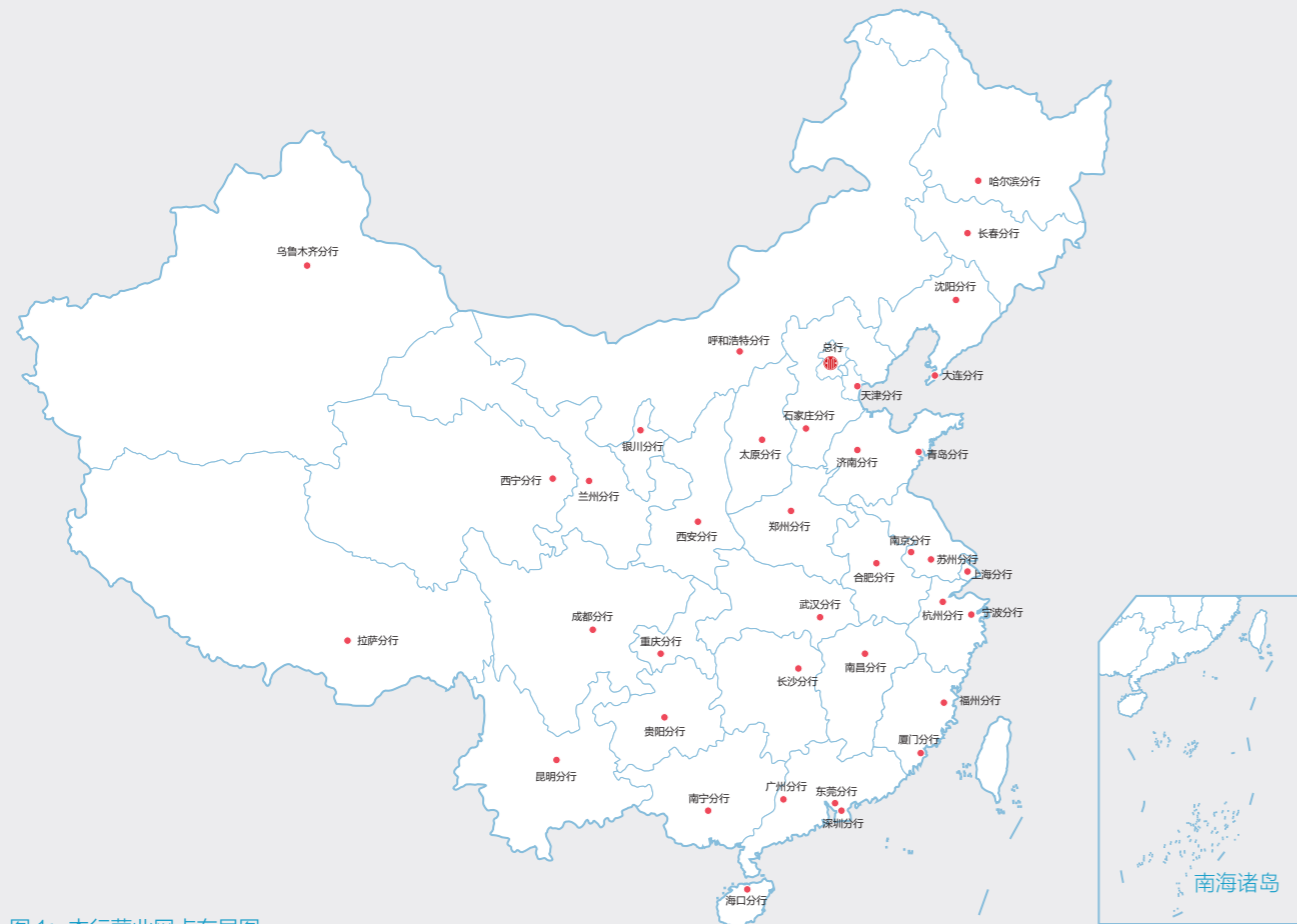 哈尔滨分行
长春分行
乌鲁木齐分行
沈阳分行
呼和浩特分行
总行
大连分行
天津分行
石家庄分行
银川分行
太原分行
济南分行
青岛分行
西宁分行
兰州分行
郑州分行
西安分行
南京分行
苏州分行
合肥分行
上海分行
武汉分行
杭州分行
宁波分行
成都分行
重庆分行
拉萨分行
南昌分行
长沙分行
福州分行
贵阳分行
厦门分行
昆明分行
广州分行
东莞分行
南宁分行
深圳分行
南海诸岛
海口分行